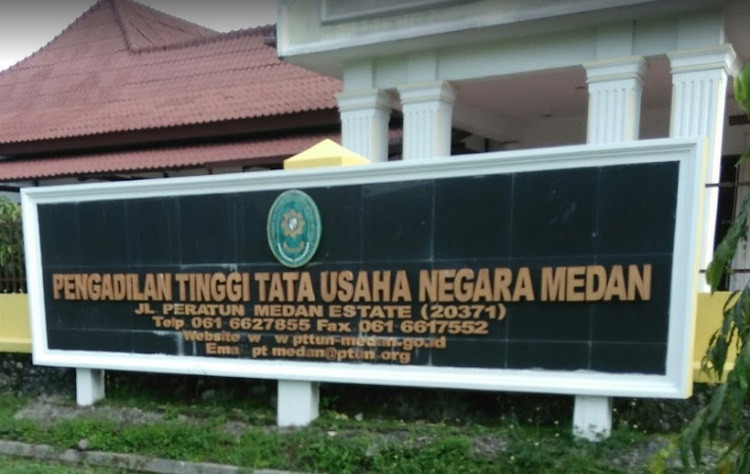 PENGADILAN TINGGI TATA USAHA NEGARA MEDAN
JL. PERATUN MEDAN ESTATE (20371)
Telp. 061 6627855 Fax. 061 6617552
Website w w pttun-medan.go.id
Ema pt medan@ptun org